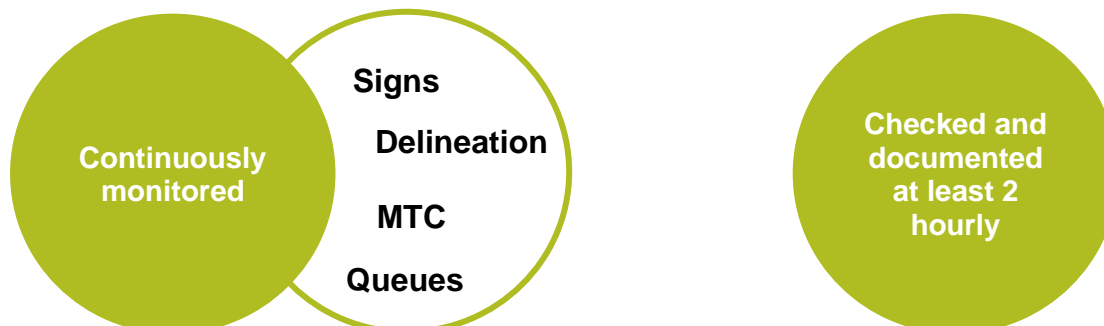 Continuously
monitored
Signs
Delineation
MTC
Queues
Checked and
documented
at least 2
hourly